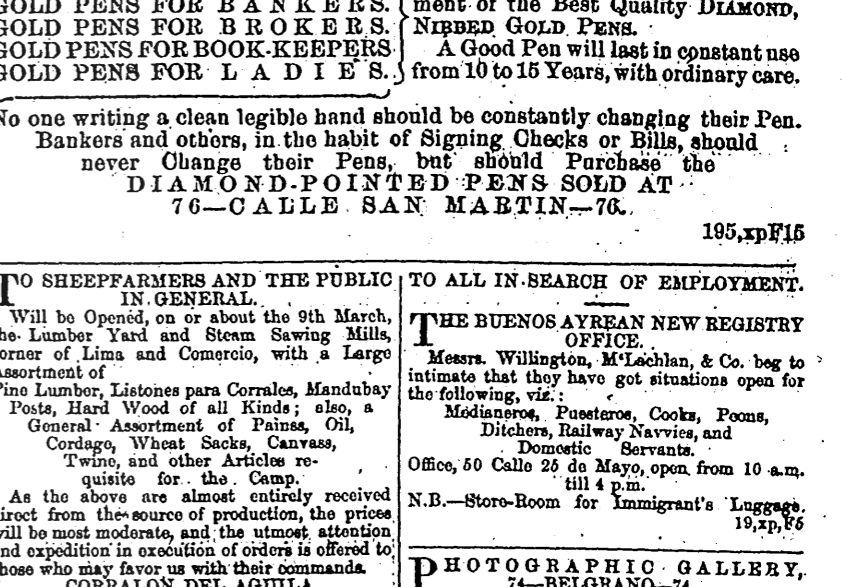 GOLD PENS FOR BANKERS.
GOLD PENS FOR BROKERS.
GOLD PENS FOR BOOK-KEEPERS
GOLD PENS FOR LADIES.
ment of the Best Quality DIAMOND,
NIBBED GOLD PENS.
A Good Pen will last in constant use
from 10 to 15 Years, with ordinary care.
No one writing a clean legible hand should be constantly changing their Pen.
Bankers and others, in the habit of Signing Checks or Bills, should
never Change their Pens, but should Purchase the
DIAMOND-POINTED PENS SOLD AT
76—CALLE SAN MARTIN—76.
195,xpF15
TO SHEEPFARMERS AND THE PUBLIC
IN GENERAL.
Will be Opened, on or about the 9th March,
the Lumber Yard and Steam Sawing Mills,
corner of Lima and Comercio, with a Large
assortment of
Pine Lumber, Listones para Corrales, Mandubay
Posts, Hard Wood of all Kinds; also, a
General Assortment of Painss, Oil,
Cordage, Wheat Sacks, Canvass,
Twine, and other Articles re-
quisite for the Camp.
As the above are almost entirely received
direct from the source of production, the prices
will be most moderate, and the utmost attention
and expedition in execution of orders is offered to
those who may favor us with their commands.
CORRALON DEL AGUILA
TO ALL IN SEARCH OF EMPLOYMENT.
THE BUENOS AYREAN NEW REGISTRY
OFFICE.
Messrs. Willington, M'Lachlan, & Co. beg to
intimate that they have got situations open for
the following, viz.:
Medianeros, Puesteros, Cooks, Peons,
Ditchers, Railway Navvies, and
Domestic Servants.
Office, 50 Calle 25 de Mayo, open from 10 a.m.
till 4 p.m.
N.B.—Store-Room for Immigrant's Luggage.
19,xp,F5
PHOTOGRAPHIC GALLERY,
74—BELGRANO—74